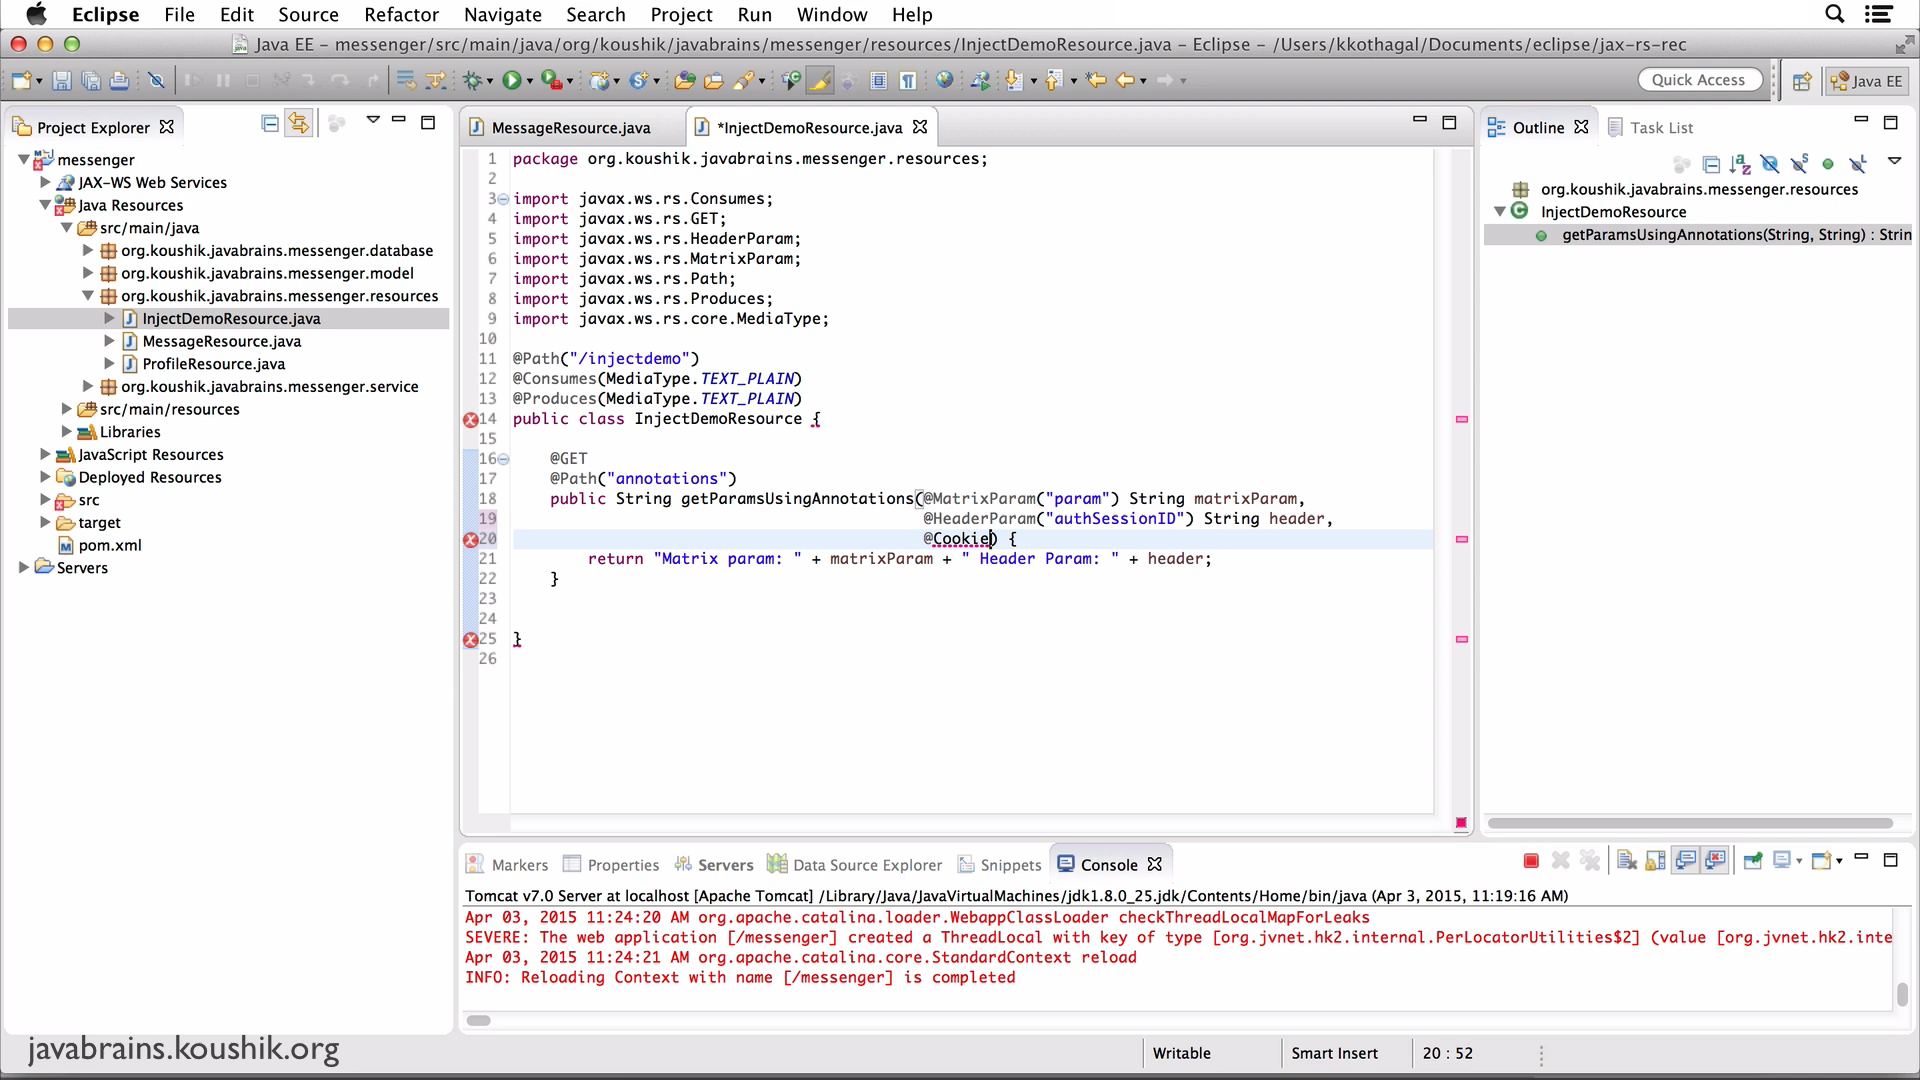 Eclipse File Edit Source Refactor Navigate Search Project Run Window Help
Java EE - messenger/src/main/java/org/koushik/javabrains/messenger/resources/InjectDemoResource.java - Eclipse - /Users/kkothagal/Documents/eclipse/jax-rs-rec
Quick Access
Java EE
Project Explorer
messenger
JAX-WS Web Services
Java Resources
src/main/java
org.koushik.javabrains.messenger.database
org.koushik.javabrains.messenger.model
org.koushik.javabrains.messenger.resources
InjectDemoResource.java
MessageResource.java
ProfileResource.java
org.koushik.javabrains.messenger.service
src/main/resources
Libraries
JavaScript Resources
Deployed Resources
src
target
pom.xml
Servers
MessageResource.java
*InjectDemoResource.java
1 package org.koushik.javabrains.messenger.resources;
2
3 import javax.ws.rs.Consumes;
4 import javax.ws.rs.GET;
5 import javax.ws.rs.HeaderParam;
6 import javax.ws.rs.MatrixParam;
7 import javax.ws.rs.Path;
8 import javax.ws.rs.Produces;
9 import javax.ws.rs.core.MediaType;
10
11 @Path("/injectdemo")
12 @Consumes(MediaType.TEXT_PLAIN)
13 @Produces(MediaType.TEXT_PLAIN)
14 public class InjectDemoResource {
15
16 @GET
17 @Path("annotations")
18 public String getParamsUsingAnnotations(@MatrixParam("param") String matrixParam,
19 @HeaderParam("authSessionID") String header,
20 @Cookie) {
21 return "Matrix param: " + matrixParam + " Header Param: " + header;
22 }
23
24
25 }
26
Outline
Task List
org.koushik.javabrains.messenger.resources
InjectDemoResource
getParamsUsingAnnotations(String, String) : Strin
Markers Properties Servers Data Source Explorer Snippets Console
Tomcat v7.0 Server at localhost [Apache Tomcat] /Library/Java/JavaVirtualMachines/jdk1.8.0_25.jdk/Contents/Home/bin/java (Apr 3, 2015, 11:19:16 AM)
Apr 03, 2015 11:24:20 AM org.apache.catalina.loader.WebappClassLoader checkThreadLocalMapForLeaks
SEVERE: The web application [/messenger] created a ThreadLocal with key of type [org.jvnet.hk2.internal.PerLocatorUtilities$2] (value [org.jvnet.hk2.inte
Apr 03, 2015 11:24:21 AM org.apache.catalina.core.StandardContext reload
INFO: Reloading Context with name [/messenger] is completed
javabrains.koushik.org
Writable
Smart Insert
20 : 52